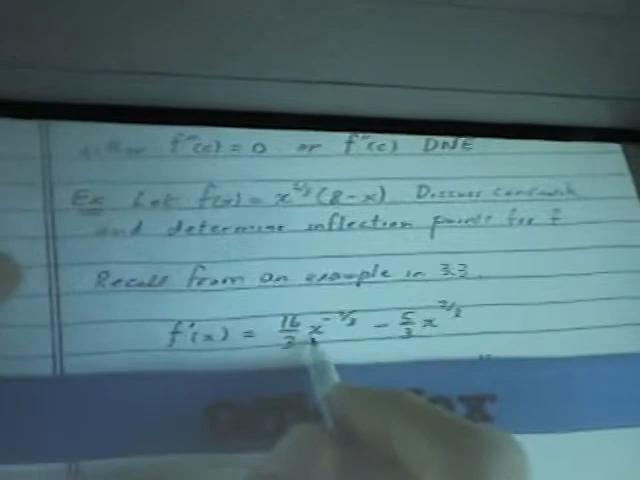 either f''(c) = 0 or f''(c) DNE
Ex Let f(x) = x^{2/3} (8-x) Discuss concavity
and determine inflection points for f
Recall from an example in 3.3.
f'(x) = 16/3 x^{-1/3} - 5/3 x^{2/3}